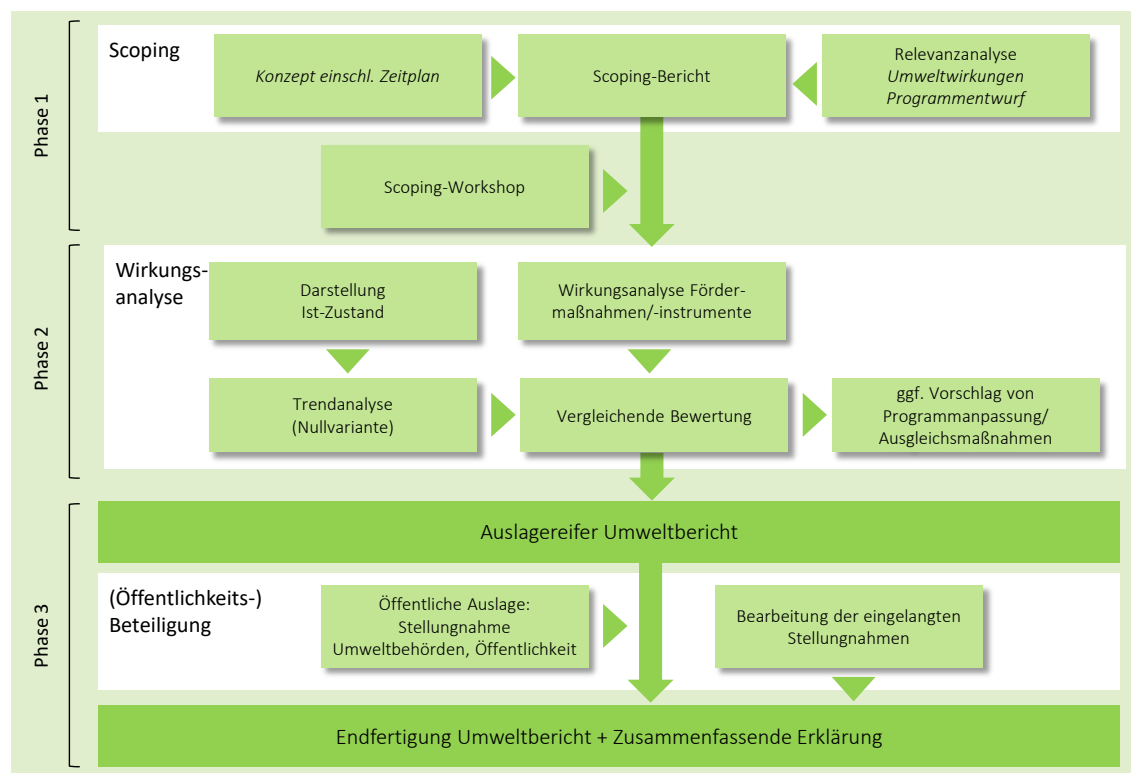 Phase 1
Scoping
Konzept einschl. Zeitplan
Scoping-Bericht
Relevanzanalyse
Umweltwirkungen
Programmentwurf
Scoping-Workshop
Phase 2
Wirkungs-
analyse
Darstellung
Ist-Zustand
Wirkungsanalyse Förder-
maßnahmen/-instrumente
Trendanalyse
(Nullvariante)
Vergleichende Bewertung
ggf. Vorschlag von
Programmanpassung/
Ausgleichsmaßnahmen
Phase 3
Auslagereifer Umweltbericht
(Öffentlichkeits-)
Beteiligung
Öffentliche Auslage:
Stellungnahme
Umweltbehörden, Öffentlichkeit
Bearbeitung der eingelangten
Stellungnahmen
Endfertigung Umweltbericht + Zusammenfassende Erklärung